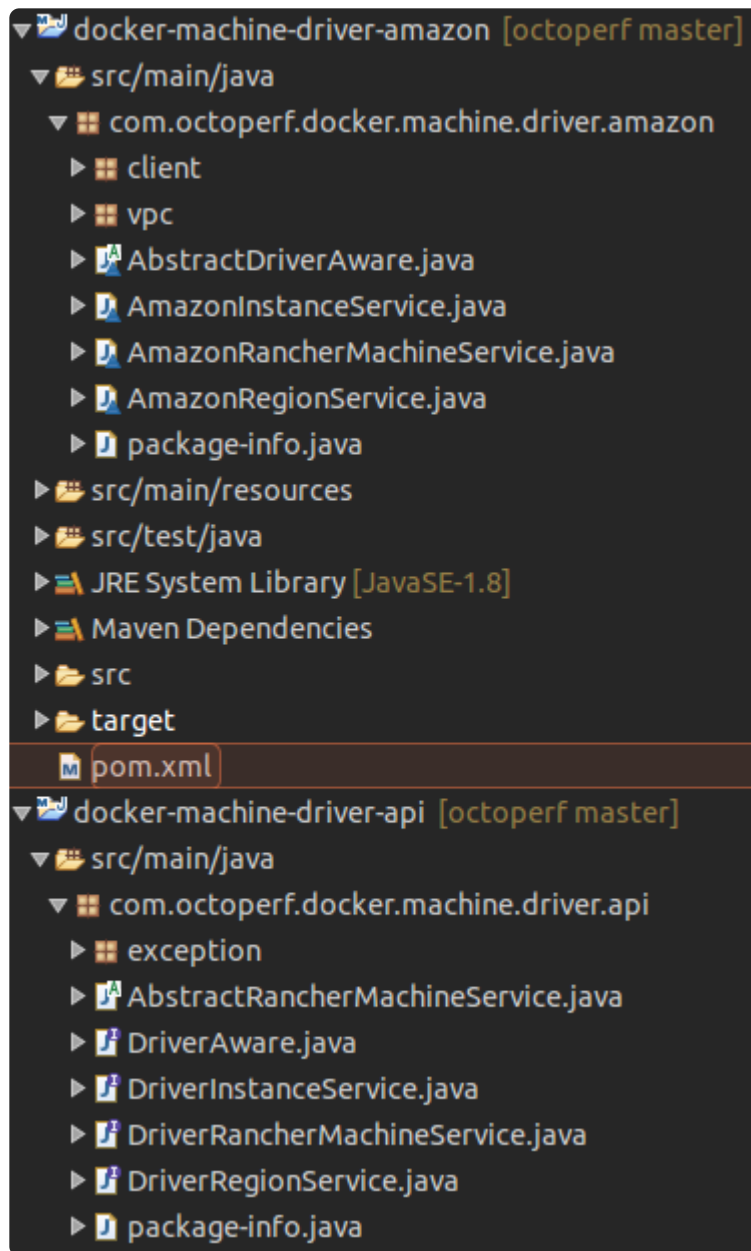 docker-machine-driver-amazon [octoperf master]
src/main/java
com.octoperf.docker.machine.driver.amazon
client
vpc
AbstractDriverAware.java
AmazonInstanceService.java
AmazonRancherMachineService.java
AmazonRegionService.java
package-info.java
src/main/resources
src/test/java
JRE System Library [JavaSE-1.8]
Maven Dependencies
src
target
pom.xml
docker-machine-driver-api [octoperf master]
src/main/java
com.octoperf.docker.machine.driver.api
exception
AbstractRancherMachineService.java
DriverAware.java
DriverInstanceService.java
DriverRancherMachineService.java
DriverRegionService.java
package-info.java